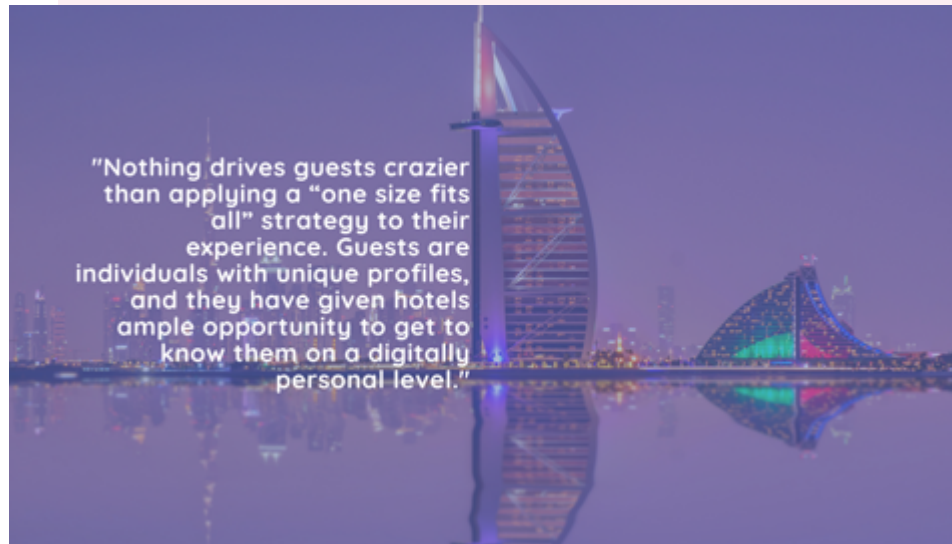 "Nothing drives guests crazier
than applying a “one size fits
all” strategy to their
experience. Guests are
individuals with unique profiles,
and they have given hotels
ample opportunity to get to
know them on a digitally
personal level."